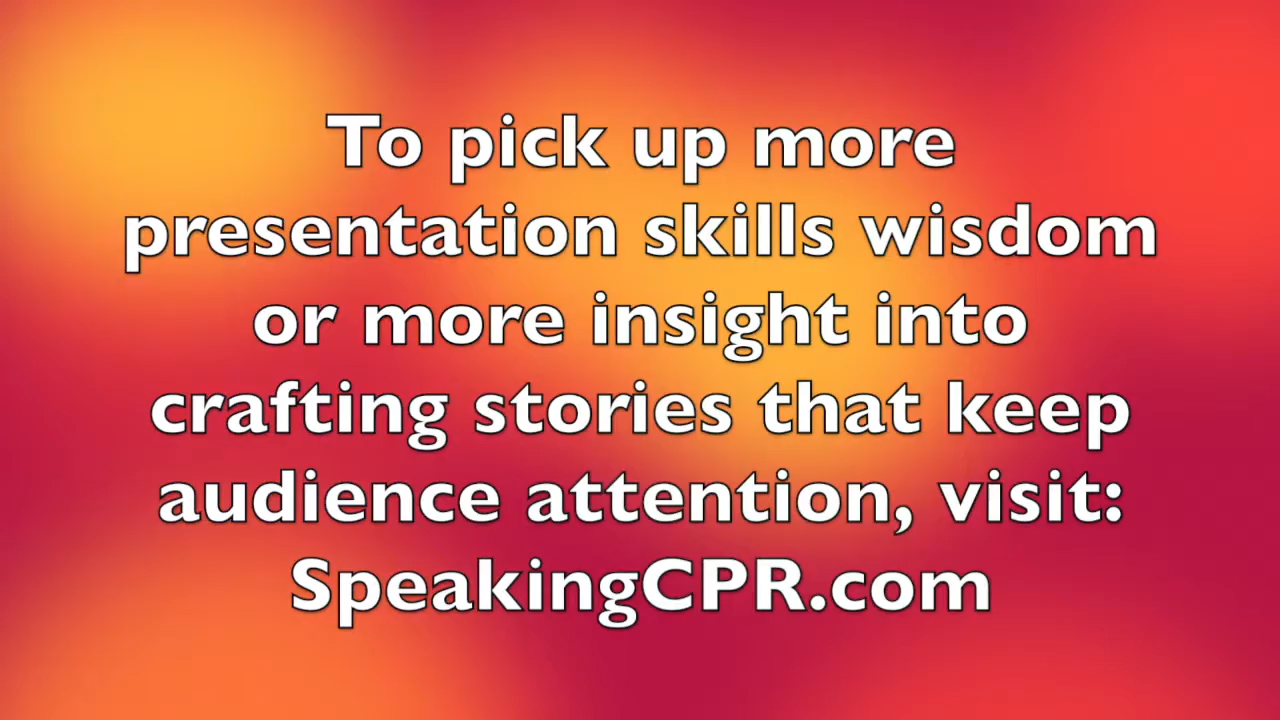 To pick up more
presentation skills wisdom
or more insight into
crafting stories that keep
audience attention, visit:
SpeakingCPR.com